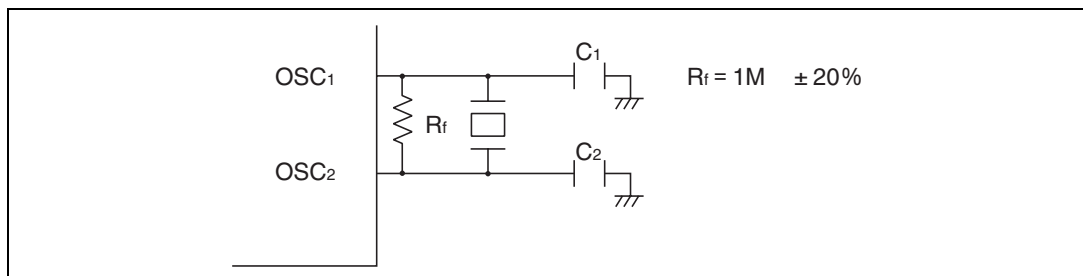 OSC1
C1
Rf = 1M ± 20%
Rf
OSC2
C2